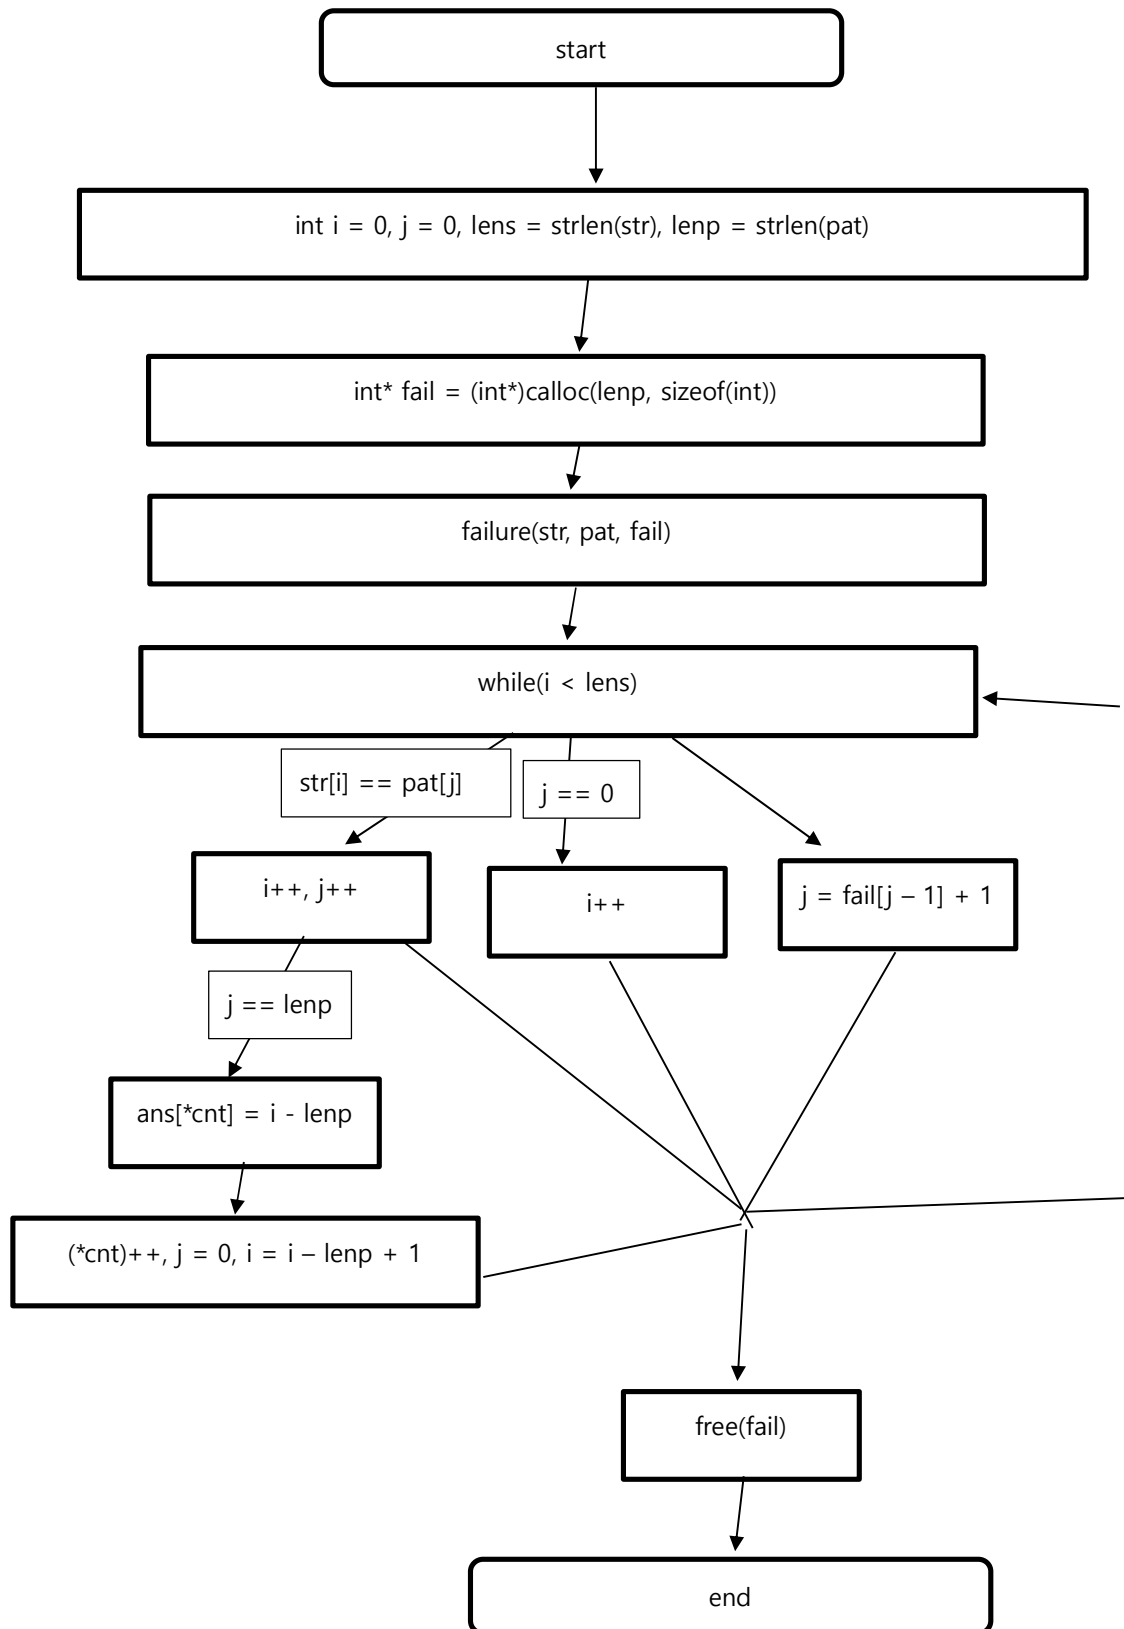 start
int i = 0, j = 0, lens = strlen(str), lenp = strlen(pat)
int* fail = (int*)calloc(lenp, sizeof(int))
failure(str, pat, fail)
while(i < lens)
str[i] == pat[j]
j == 0
i++, j++
i++
j = fail[j – 1] + 1
j == lenp
ans[*cnt] = i - lenp
(*cnt)++, j = 0, i = i – lenp + 1
free(fail)
end